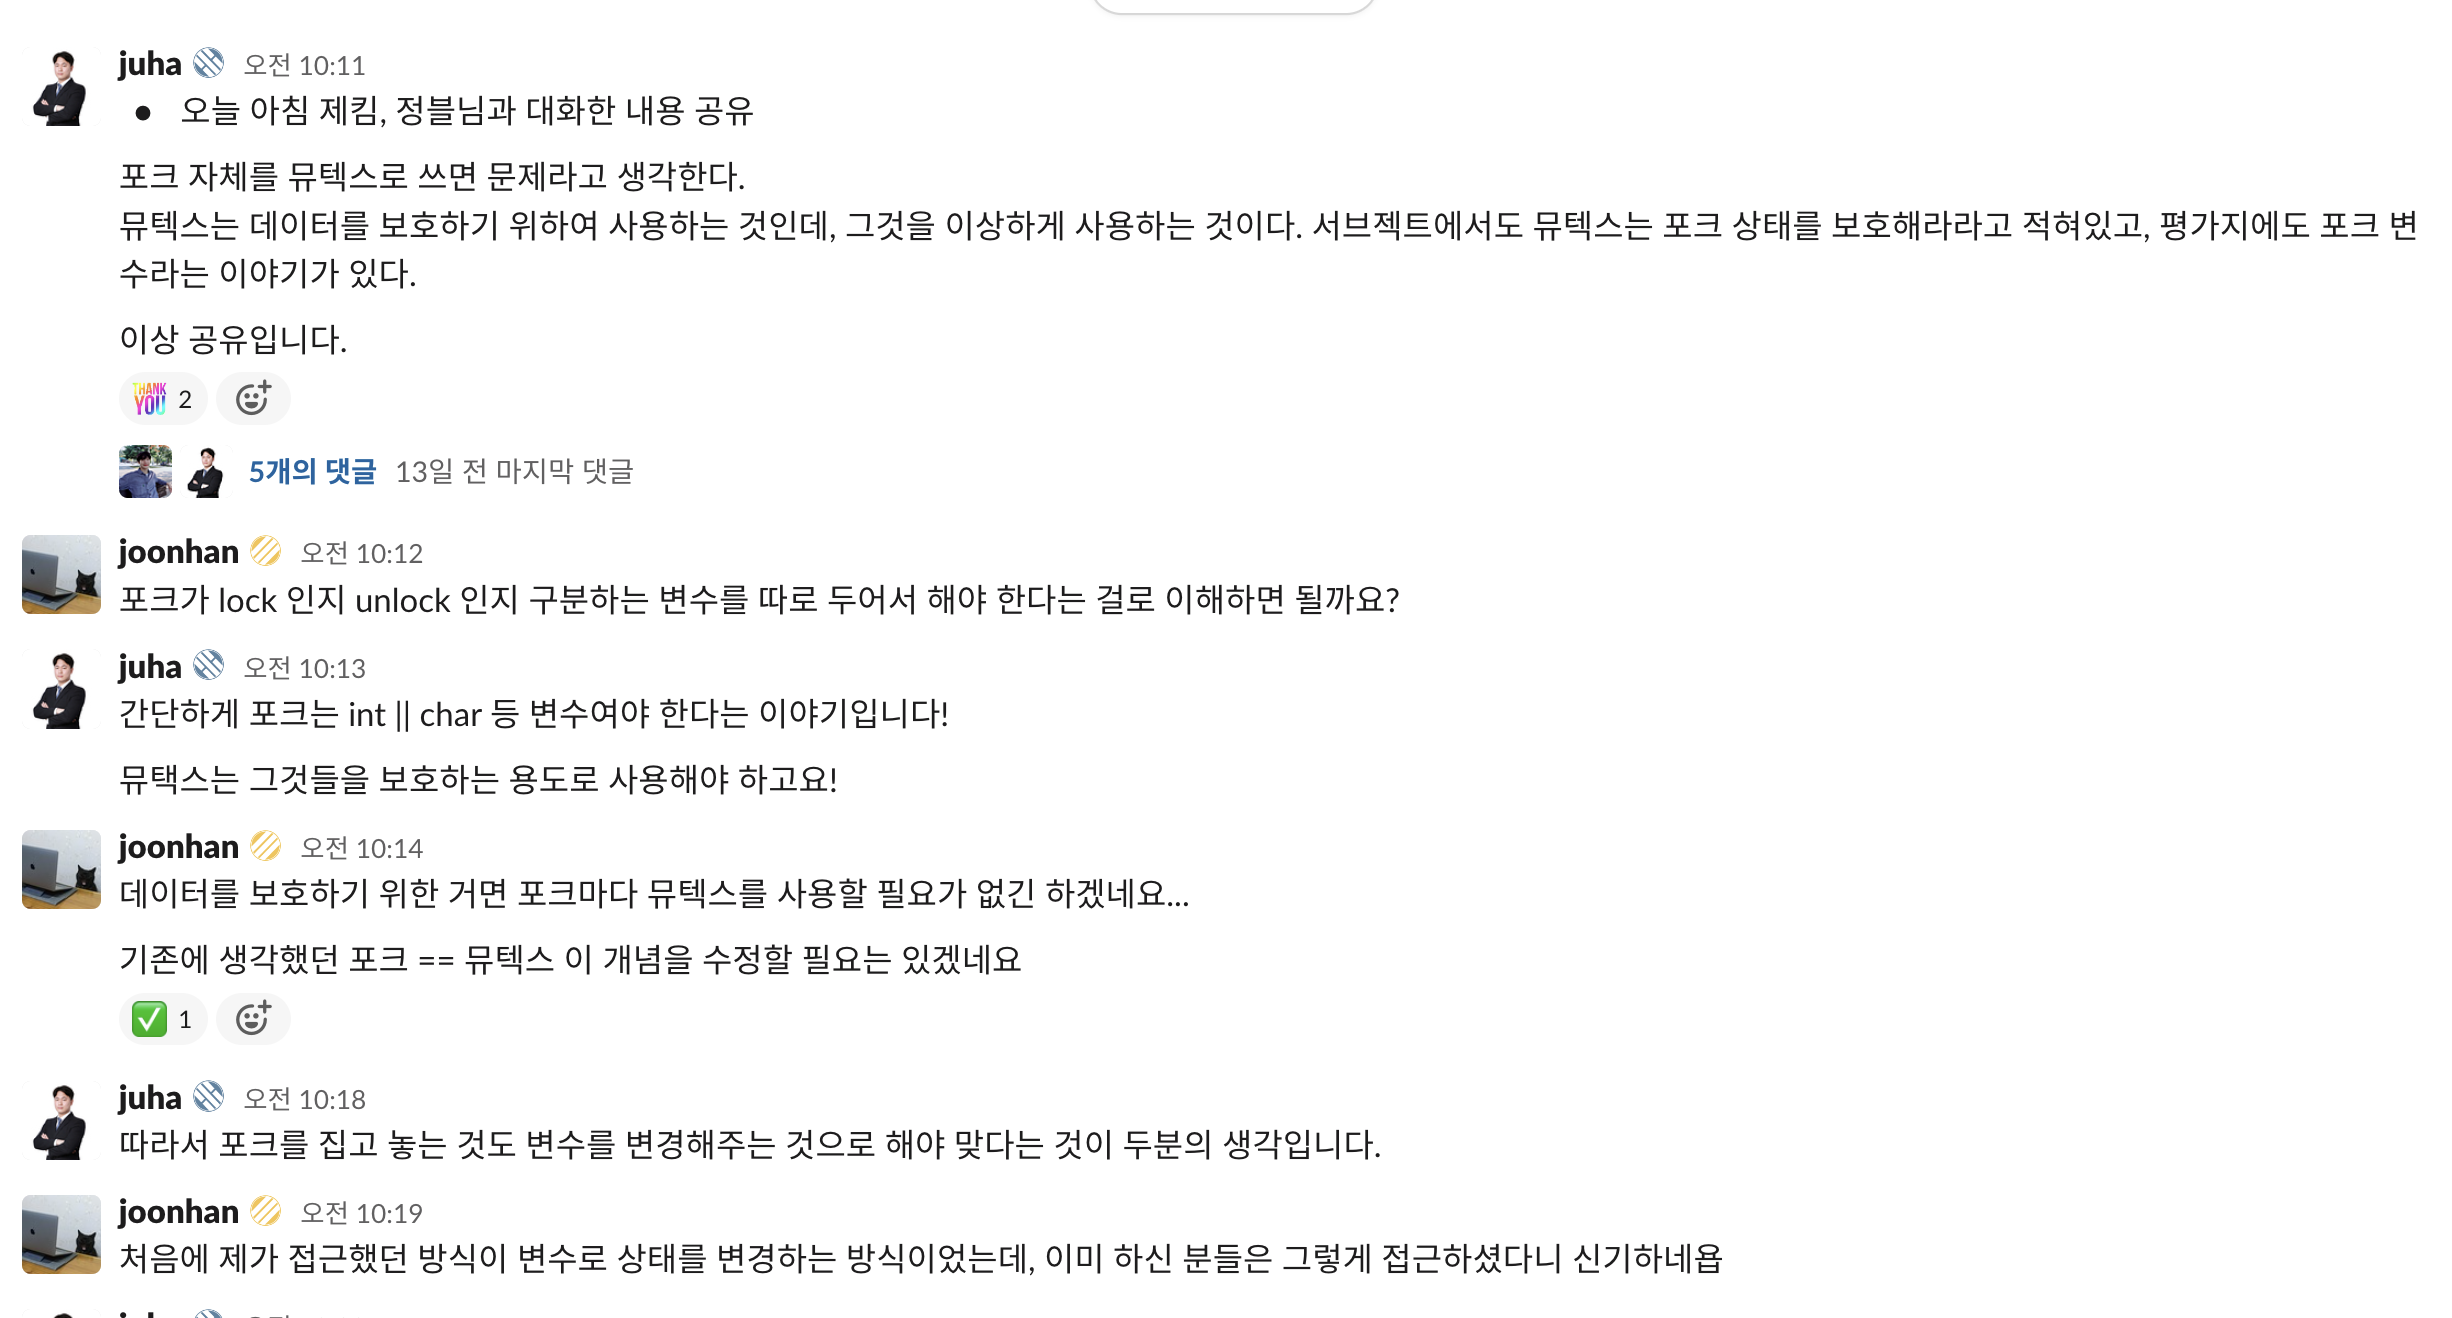 juha 오전 10:11
• 오늘 아침 제킴, 정블님과 대화한 내용 공유
포크 자체를 뮤텍스로 쓰면 문제라고 생각한다.
뮤텍스는 데이터를 보호하기 위하여 사용하는 것인데, 그것을 이상하게 사용하는 것이다. 서브젝트에서도 뮤텍스는 포크 상태를 보호해라라고 적혀있고, 평가지에도 포크 변
수라는 이야기가 있다.
이상 공유입니다.
THANK YOU 2
5개의 댓글 13일 전 마지막 댓글
joonhan 오전 10:12
포크가 lock 인지 unlock 인지 구분하는 변수를 따로 두어서 해야 한다는 걸로 이해하면 될까요?
juha 오전 10:13
간단하게 포크는 int || char 등 변수여야 한다는 이야기입니다!
뮤택스는 그것들을 보호하는 용도로 사용해야 하고요!
joonhan 오전 10:14
데이터를 보호하기 위한 거면 포크마다 뮤텍스를 사용할 필요가 없긴 하겠네요...
기존에 생각했던 포크 == 뮤텍스 이 개념을 수정할 필요는 있겠네요
1
juha 오전 10:18
따라서 포크를 집고 놓는 것도 변수를 변경해주는 것으로 해야 맞다는 것이 두분의 생각입니다.
joonhan 오전 10:19
처음에 제가 접근했던 방식이 변수로 상태를 변경하는 방식이었는데, 이미 하신 분들은 그렇게 접근하셨다니 신기하네욥